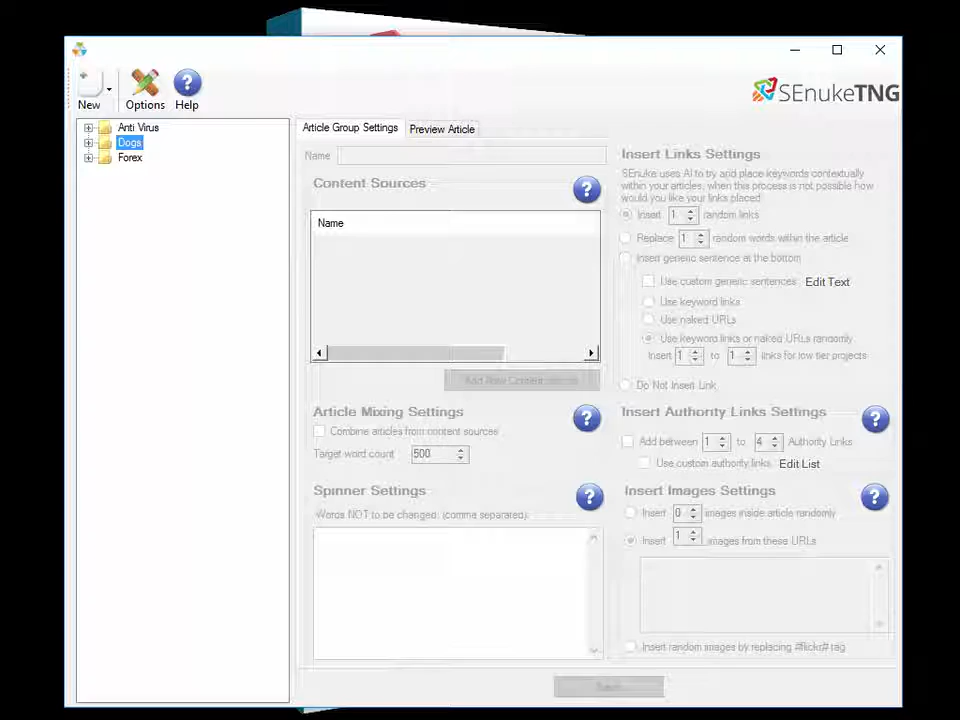 New
Options
Help
SEnukeTNG
Anti Virus
Dogs
Forex
Article Group Settings
Preview Article
Name
Content Sources
Name
Article Mixing Settings
Combine articles from content sources
Target word count 500
Spinner Settings
Words NOT to be changed: (comma separated)
Insert Links Settings
SEnuke uses AI to try and place keywords contextually
within your articles, when this process is not possible how
would you like your links placed
Insert 1 random links
Replace 1 random words within the article
Insert generic sentence at the bottom
Use custom generic sentences Edit Text
Use keyword links
Use naked URLs
Use keyword links or naked URLs randomly
Insert 1 to 1 links for low tier projects
Do Not Insert Link
Insert Authority Links Settings
Add between 1 to 4 Authority Links
Use custom authority links Edit List
Insert Images Settings
Insert 0 images inside article randomly
Insert 1 images from these URLs
Insert random images by replacing #flickr# tag